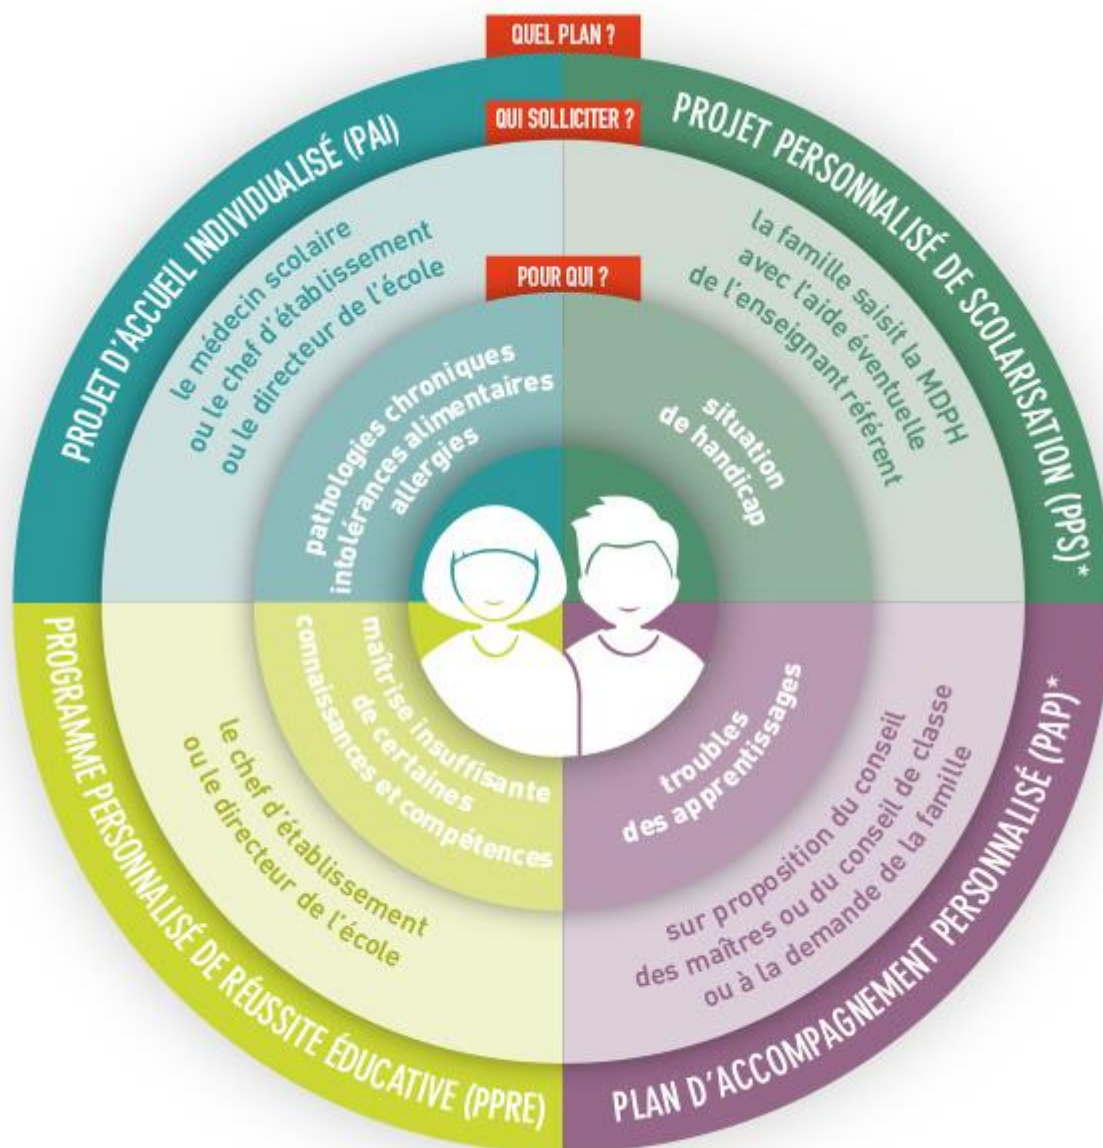 QUEL PLAN ?
QUI SOLLICITER ?
POUR QUI ?
PROJET D'ACCUEIL INDIVIDUALISÉ (PAI)
le médecin scolaire
ou le chef d'établissement
ou le directeur de l'école
pathologies chroniques
intolérances alimentaires
allergies
PROJET PERSONNALISÉ DE SCOLARISATION (PPS)*
la famille saisit la MDPH
avec l'aide éventuelle
de l'enseignant référent
situation
de handicap
PROGRAMME PERSONNALISÉ DE RÉUSSITE ÉDUCATIVE (PPRE)
le chef d'établissement
ou le directeur de l'école
maîtrise insuffisante
de certaines
connaissances et compétences
PLAN D'ACCOMPAGNEMENT PERSONNALISÉ (PAP)*
sur proposition du conseil
des maîtres ou du conseil de classe
ou à la demande de la famille
troubles
des apprentissages